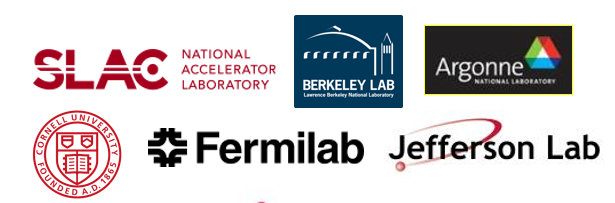 SLAC
NATIONAL
ACCELERATOR
LABORATORY
BERKELEY LAB
Lawrence Berkeley National Laboratory
Argonne
NATIONAL LABORATORY
CORNELL UNIVERSITY
FOUNDED A.D. 1865
Fermilab
Jefferson Lab